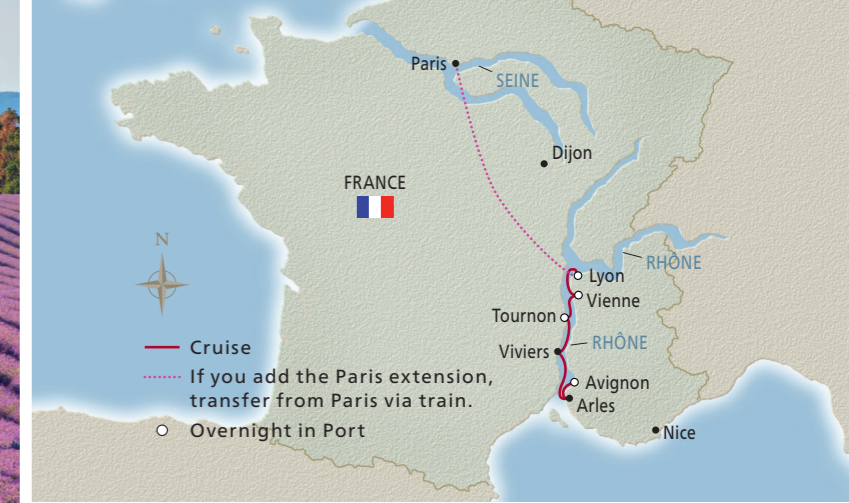 Paris
SEINE
Dijon
FRANCE
N
RHÔNE
Lyon
Vienne
Tournon
RHÔNE
Viviers
Cruise
If you add the Paris extension,
transfer from Paris via train.
Avignon
Arles
Overnight in Port
Nice